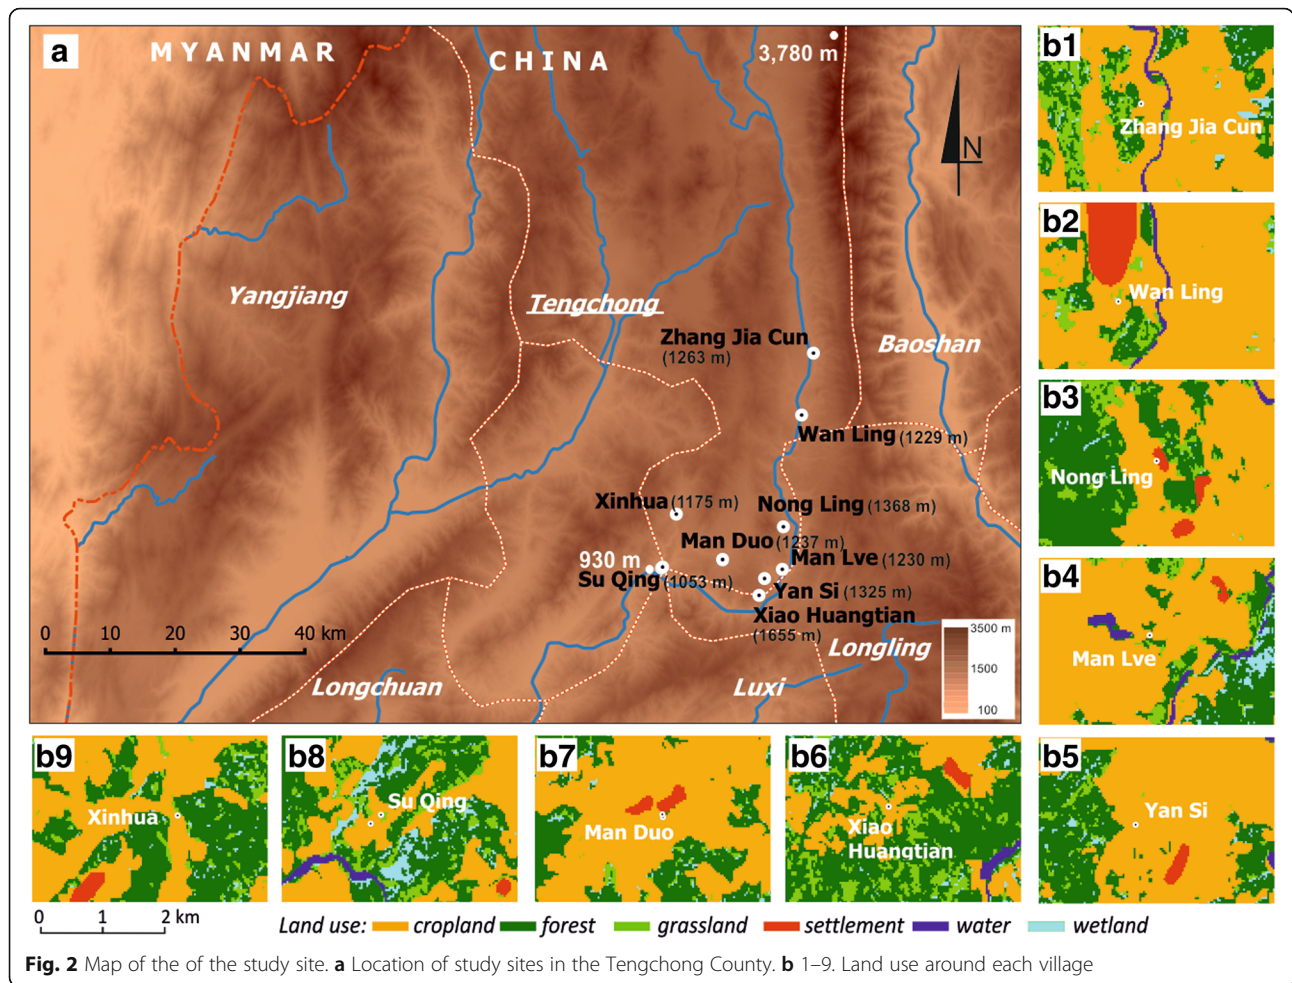 a
MYANMAR
CHINA
3,780 m
N
Yangjiang
Tengchong
Baoshan
Zhang Jia Cun
(1263 m)
Wan Ling (1229 m)
Xinhua (1175 m)
Nong Ling (1368 m)
Man Duo (1237 m)
930 m
Man Lve (1230 m)
Su Qing (1053 m)
Yan Si (1325 m)
Xiao Huangtian
(1655 m)
0 10 20 30 40 km
Longling
Longchuan
Luxi
3500 m
1500
100
b1
Zhang Jia Cun
b2
Wan Ling
b3
Nong Ling
b4
Man Lve
b9
Xinhua
b8
Su Qing
b7
Man Duo
b6
Xiao
Huangtian
b5
Yan Si
0 1 2 km
Land use: cropland forest grassland settlement water wetland
Fig. 2 Map of the of the study site. a Location of study sites in the Tengchong County. b 1–9. Land use around each village